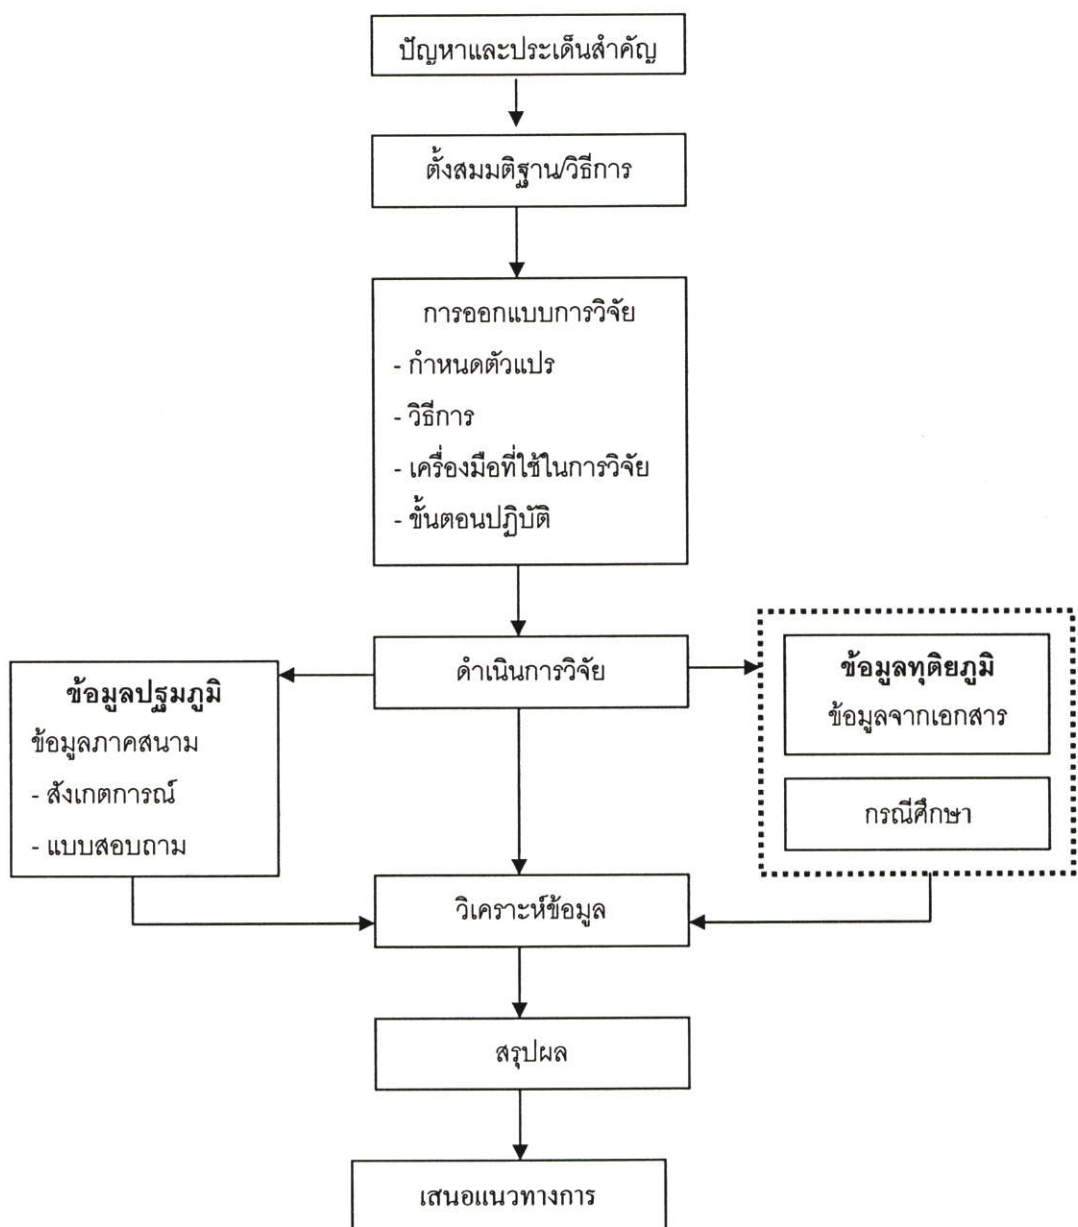 ปัญหาและประเด็นสำคัญ
ตั้งสมมติฐาน/วิธีการ
การออกแบบการวิจัย
- กำหนดตัวแปร
- วิธีการ
- เครื่องมือที่ใช้ในการวิจัย
- ขั้นตอนปฏิบัติ
ดำเนินการวิจัย
ข้อมูลปฐมภูมิ
ข้อมูลภาคสนาม
- สังเกตการณ์
- แบบสอบถาม
ข้อมูลทุติยภูมิ
ข้อมูลจากเอกสาร
กรณีศึกษา
วิเคราะห์ข้อมูล
สรุปผล
เสนอแนวทางการ